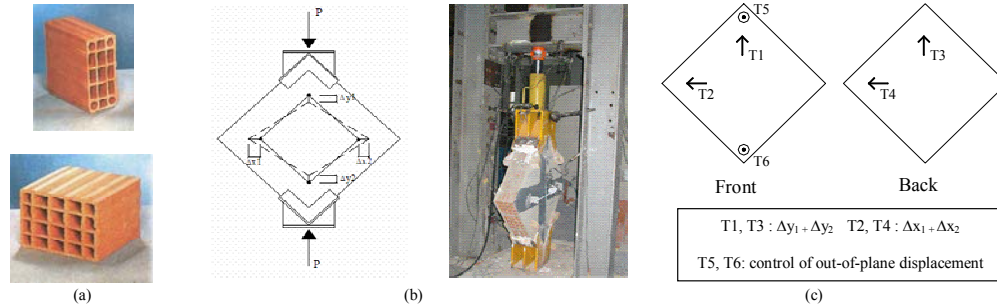 P
Δy1
Δx1
Δy2
P
T5
T1
T2
T6
Front
T3
T4
Back
T1, T3 : Δy1 + Δy2 T2, T4 : Δx1 + Δx2
T5, T6: control of out-of-plane displacement
(a)
(b)
(c)